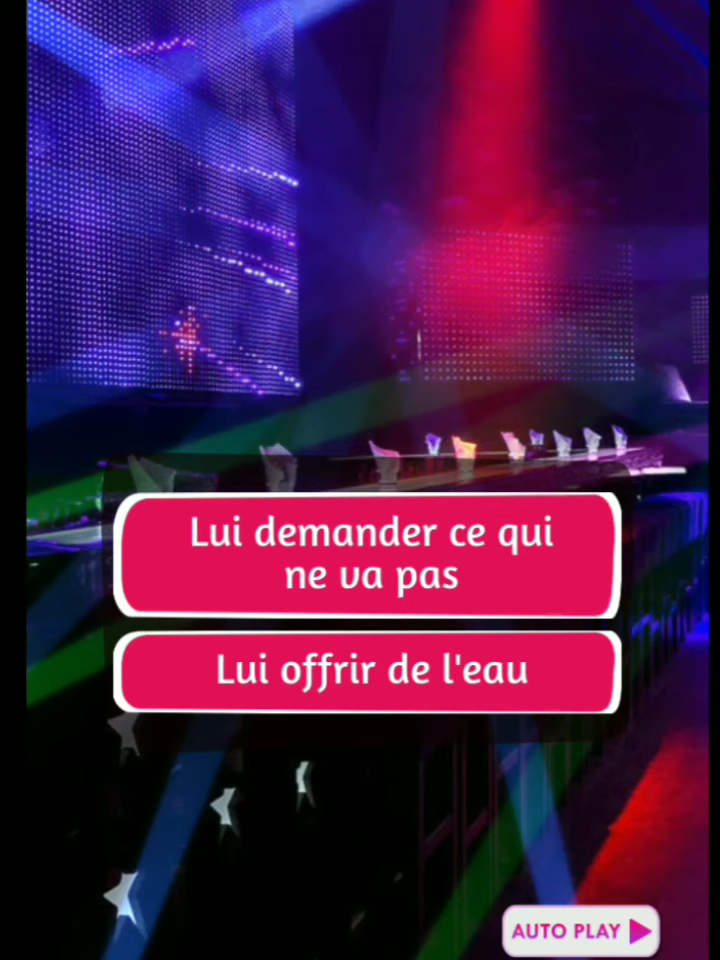 Lui demander ce qui
ne va pas
Lui offrir de l'eau
AUTO PLAY